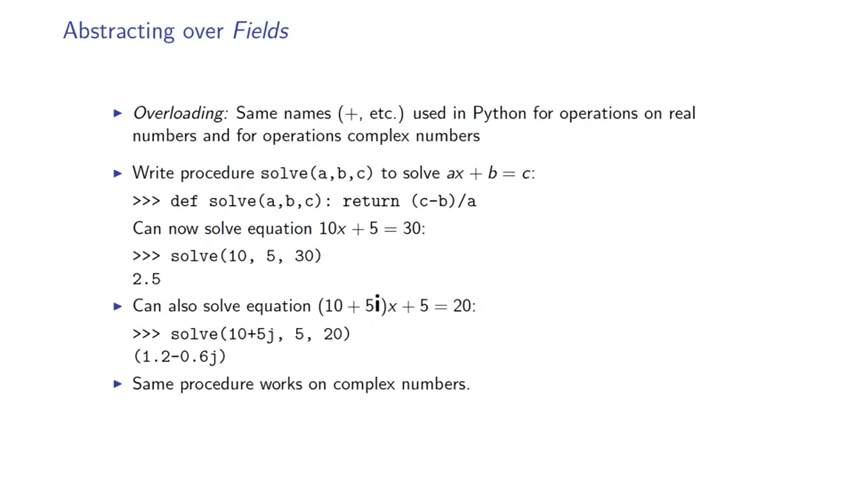 Abstracting over Fields
▶ Overloading: Same names (+, etc.) used in Python for operations on real
numbers and for operations complex numbers
▶ Write procedure solve(a,b,c) to solve ax + b = c:
>>> def solve(a,b,c): return (c-b)/a
Can now solve equation 10x + 5 = 30:
>>> solve(10, 5, 30)
2.5
▶ Can also solve equation (10 + 5i)x + 5 = 20:
>>> solve(10+5j, 5, 20)
(1.2-0.6j)
▶ Same procedure works on complex numbers.